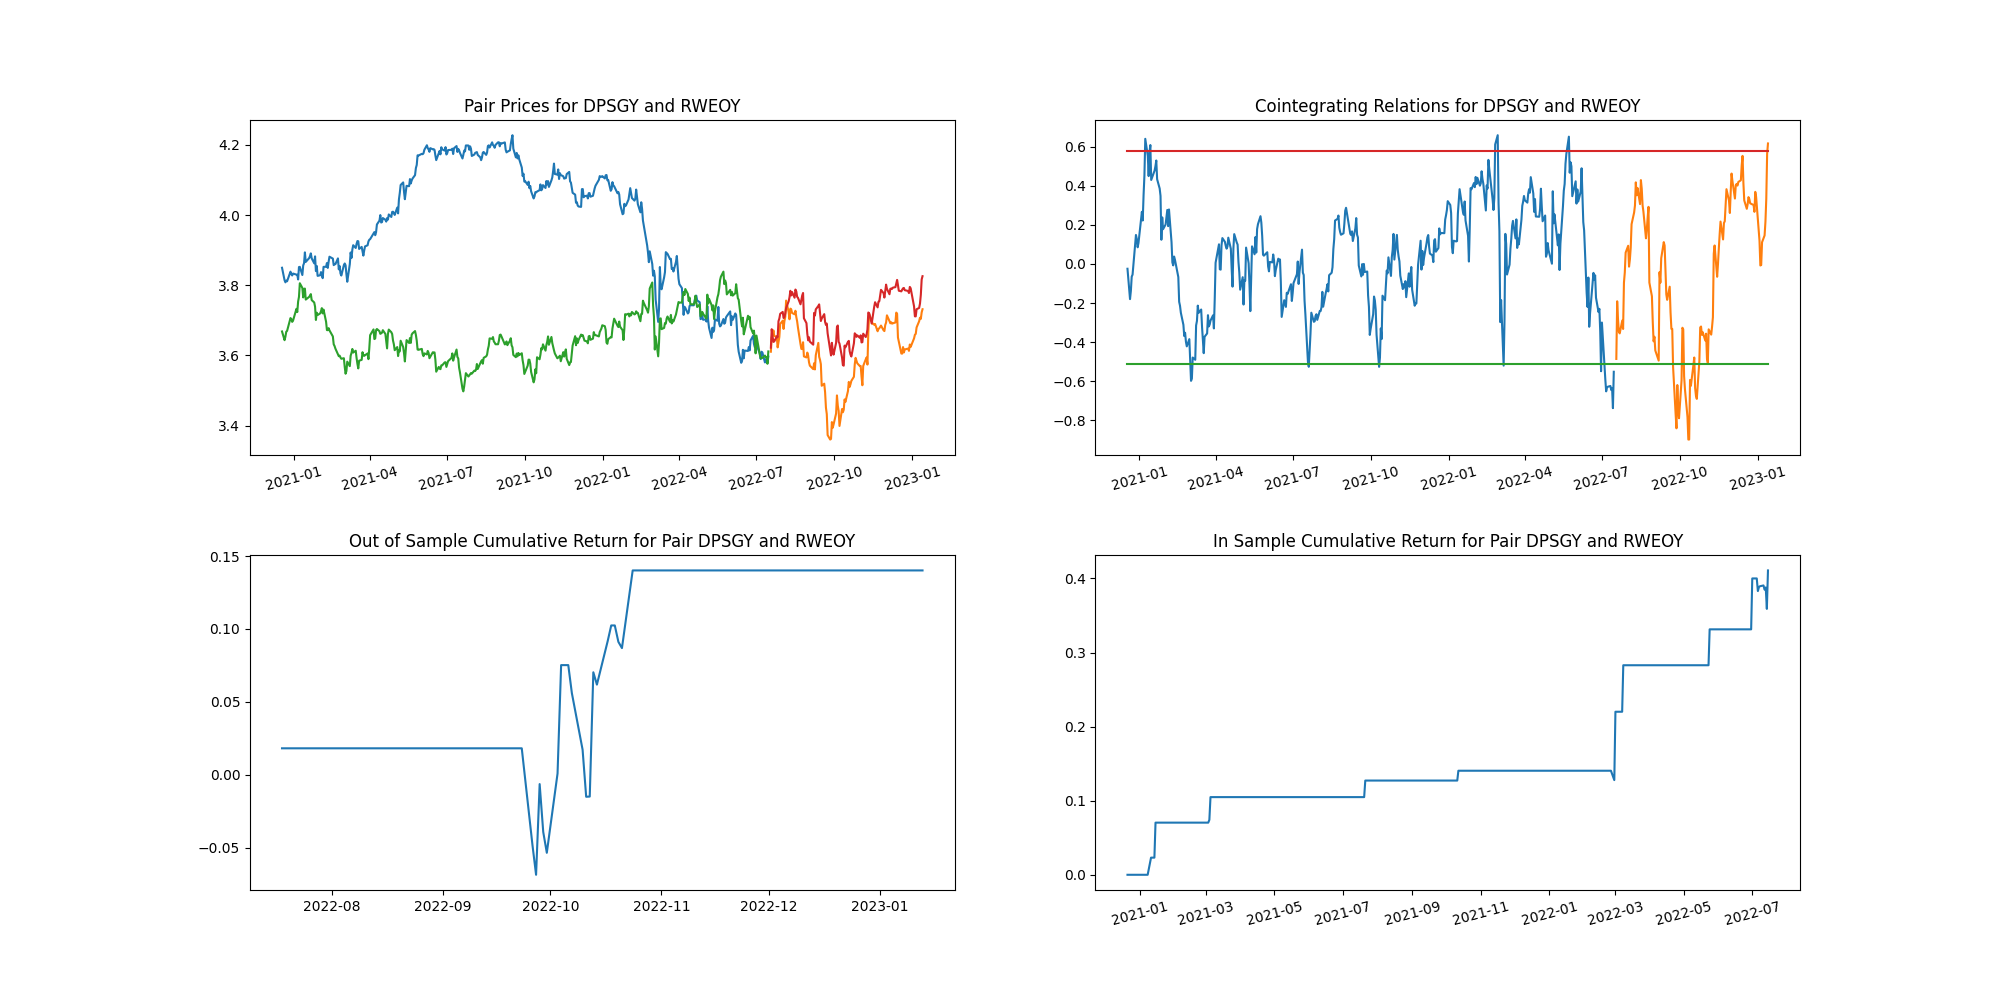 Pair Prices for DPSGY and RWEOY
4.2
4.0
3.8
3.6
3.4
2021-01 2021-04 2021-07 2021-10 2022-01 2022-04 2022-07 2022-10 2023-01
Cointegrating Relations for DPSGY and RWEOY
0.6
0.4
0.2
0.0
−0.2
−0.4
−0.6
−0.8
2021-01 2021-04 2021-07 2021-10 2022-01 2022-04 2022-07 2022-10 2023-01
Out of Sample Cumulative Return for Pair DPSGY and RWEOY
0.15
0.10
0.05
0.00
−0.05
2022-08 2022-09 2022-10 2022-11 2022-12 2023-01
In Sample Cumulative Return for Pair DPSGY and RWEOY
0.4
0.3
0.2
0.1
0.0
2021-01 2021-03 2021-05 2021-07 2021-09 2021-11 2022-01 2022-03 2022-05 2022-07